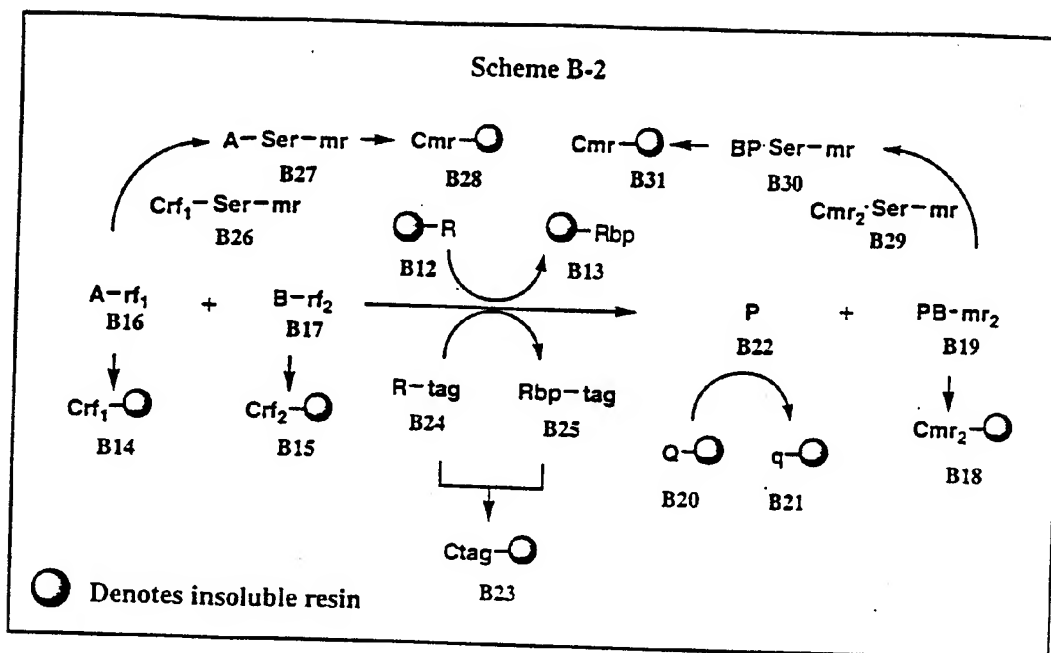 Scheme B-2
A–Ser–mr
B27
Cmr–
B28
Cmr–
B31
BP·Ser–mr
B30
Crf₁–Ser–mr
B26
–R
B12
–Rbp
B13
Cmr₂·Ser–mr
B29
A–rf₁
B16
+
B–rf₂
B17
P
B22
+
PB-mr₂
B19
Crf₁–
B14
Crf₂–
B15
R–tag
B24
Rbp–tag
B25
Q–
B20
q–
B21
Cmr₂–
B18
Ctag–
B23
Denotes insoluble resin